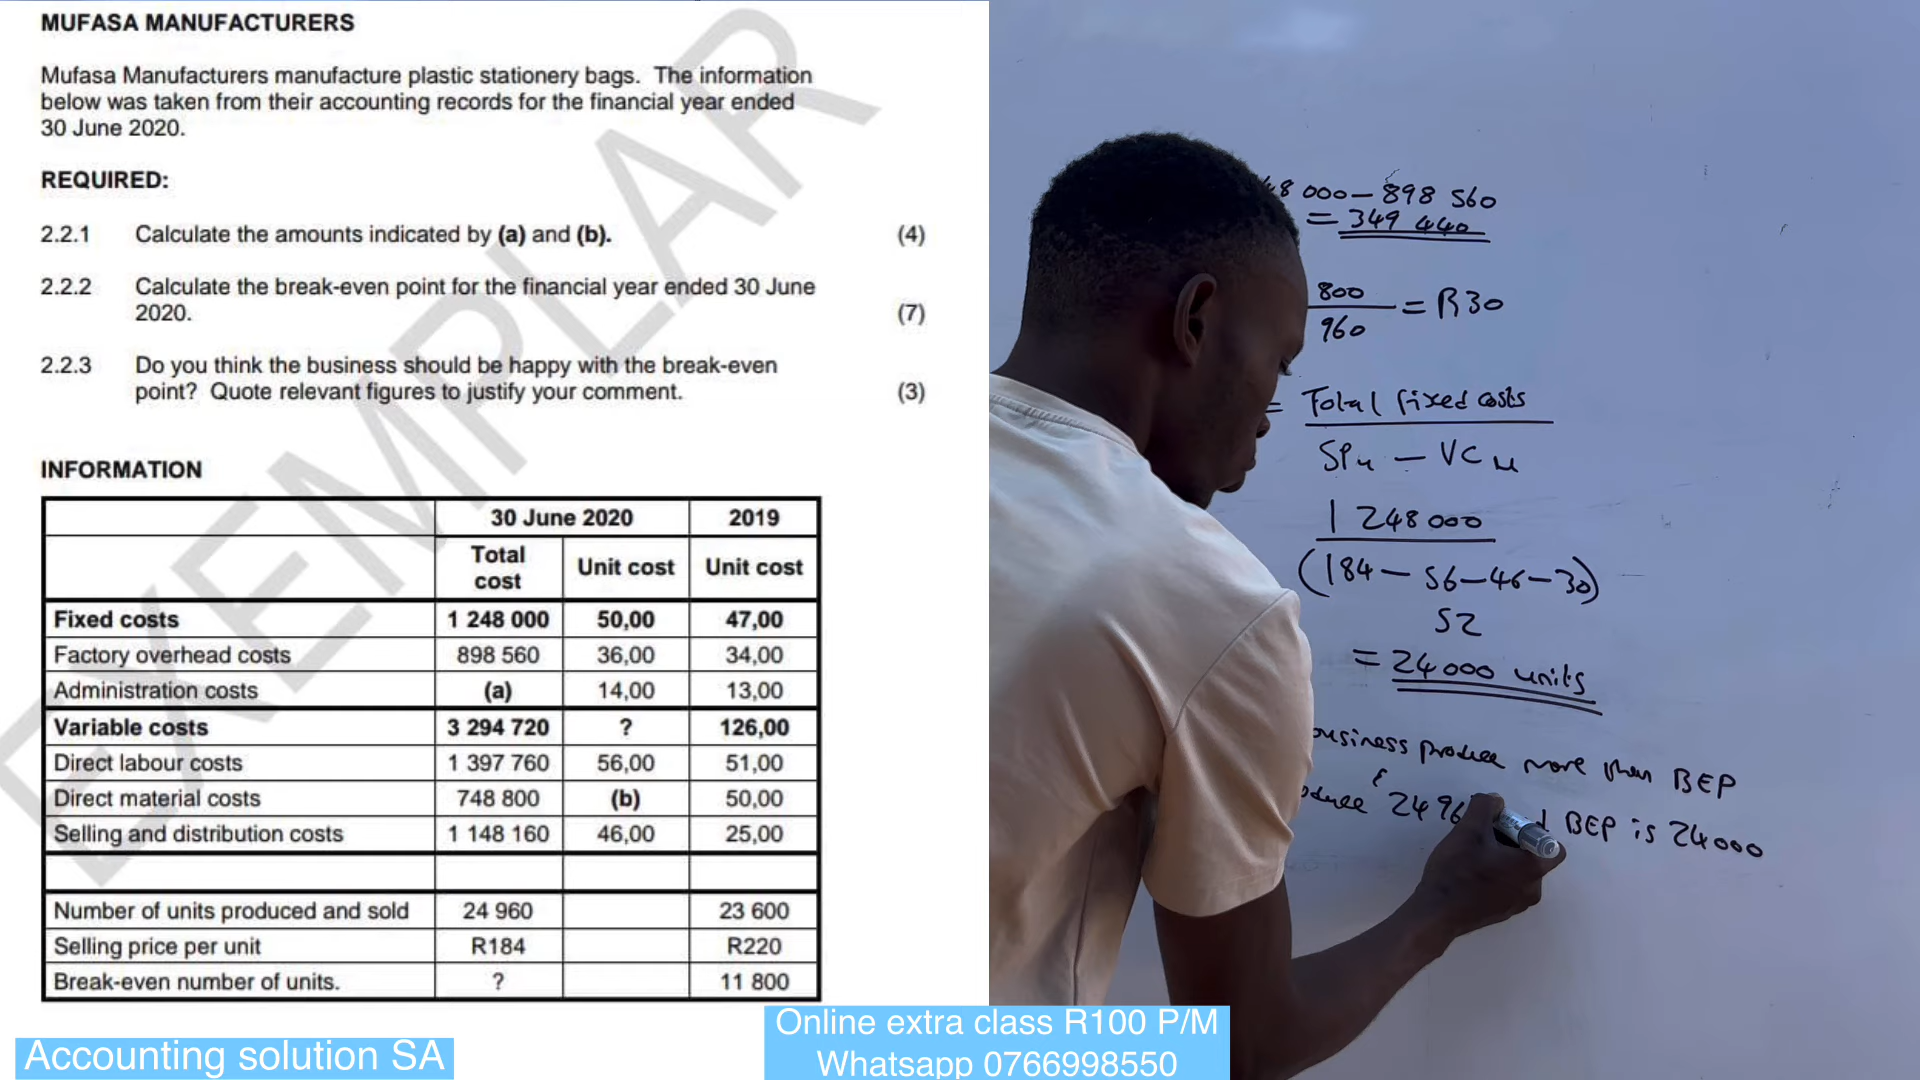 MUFASA MANUFACTURERS
Mufasa Manufacturers manufacture plastic stationery bags. The information
below was taken from their accounting records for the financial year ended
30 June 2020.
REQUIRED:
2.2.1 Calculate the amounts indicated by (a) and (b). (4)
2.2.2 Calculate the break-even point for the financial year ended 30 June
2020. (7)
2.2.3 Do you think the business should be happy with the break-even
point? Quote relevant figures to justify your comment. (3)
INFORMATION
30 June 2020 2019
Total cost Unit cost Unit cost
Fixed costs 1 248 000 50,00 47,00
Factory overhead costs 898 560 36,00 34,00
Administration costs (a) 14,00 13,00
Variable costs 3 294 720 ? 126,00
Direct labour costs 1 397 760 56,00 51,00
Direct material costs 748 800 (b) 50,00
Selling and distribution costs 1 148 160 46,00 25,00
Number of units produced and sold 24 960 23 600
Selling price per unit R184 R220
Break-even number of units. ? 11 800
EXEMPLAR
48 000 – 898 560
= 349 440
800
960
= R30
= Total fixed costs
SPu – VCu
1 248 000
(184 – 56 – 46 – 30)
52
= 24 000 units
business produce more than BEP
24 96 BEP is 24000
Accounting solution SA
Online extra class R100 P/M
Whatsapp 0766998550